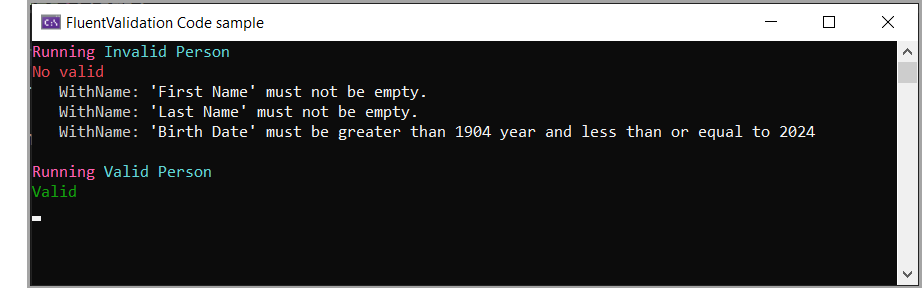 FluentValidation Code sample
Running Invalid Person
No valid
WithName: 'First Name' must not be empty.
WithName: 'Last Name' must not be empty.
WithName: 'Birth Date' must be greater than 1904 year and less than or equal to 2024
Running Valid Person
Valid